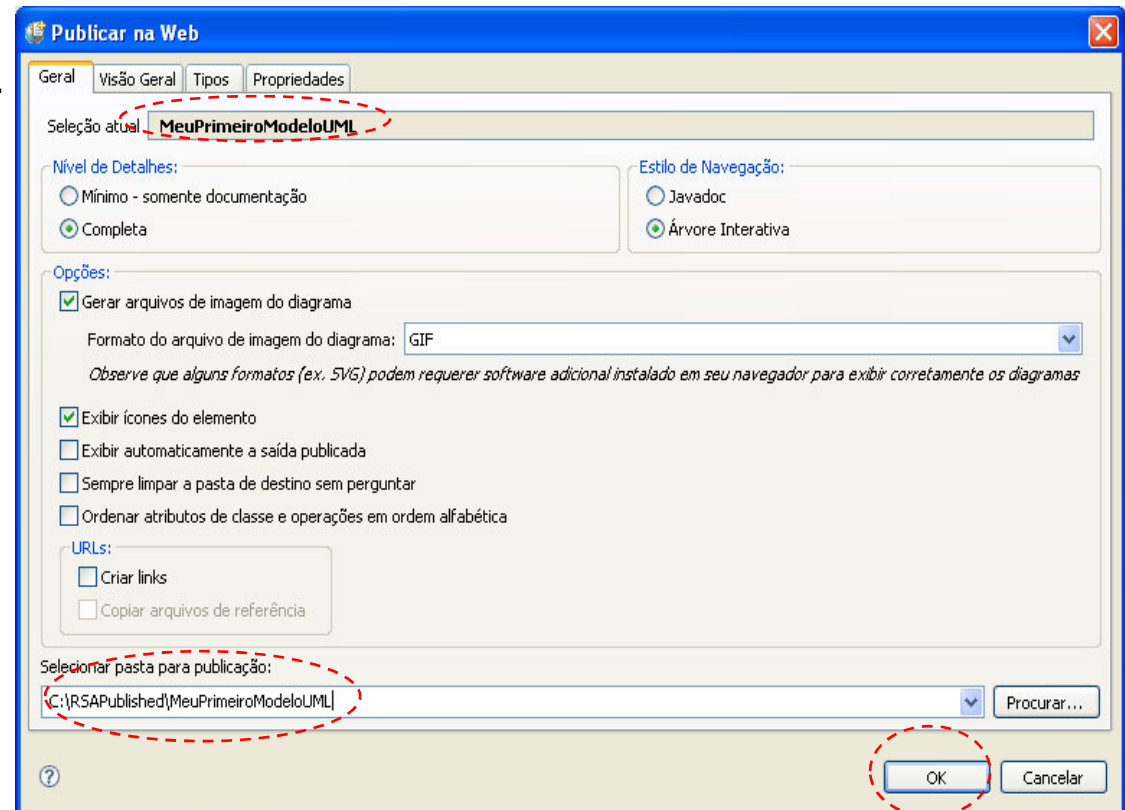 Publicar na Web
Geral Visão Geral Tipos Propriedades
Seleção atual MeuPrimeiroModeloUML
Nível de Detalhes:
Mínimo - somente documentação
Completa
Estilo de Navegação:
Javadoc
Árvore Interativa
Opções:
Gerar arquivos de imagem do diagrama
Formato do arquivo de imagem do diagrama: GIF
Observe que alguns formatos (ex. SVG) podem requerer software adicional instalado em seu navegador para exibir corretamente os diagramas
Exibir ícones do elemento
Exibir automaticamente a saída publicada
Sempre limpar a pasta de destino sem perguntar
Ordenar atributos de classe e operações em ordem alfabética
URLs:
Criar links
Copiar arquivos de referência
Selecionar pasta para publicação:
C:\RSAPublished\MeuPrimeiroModeloUML Procurar...
? OK Cancelar